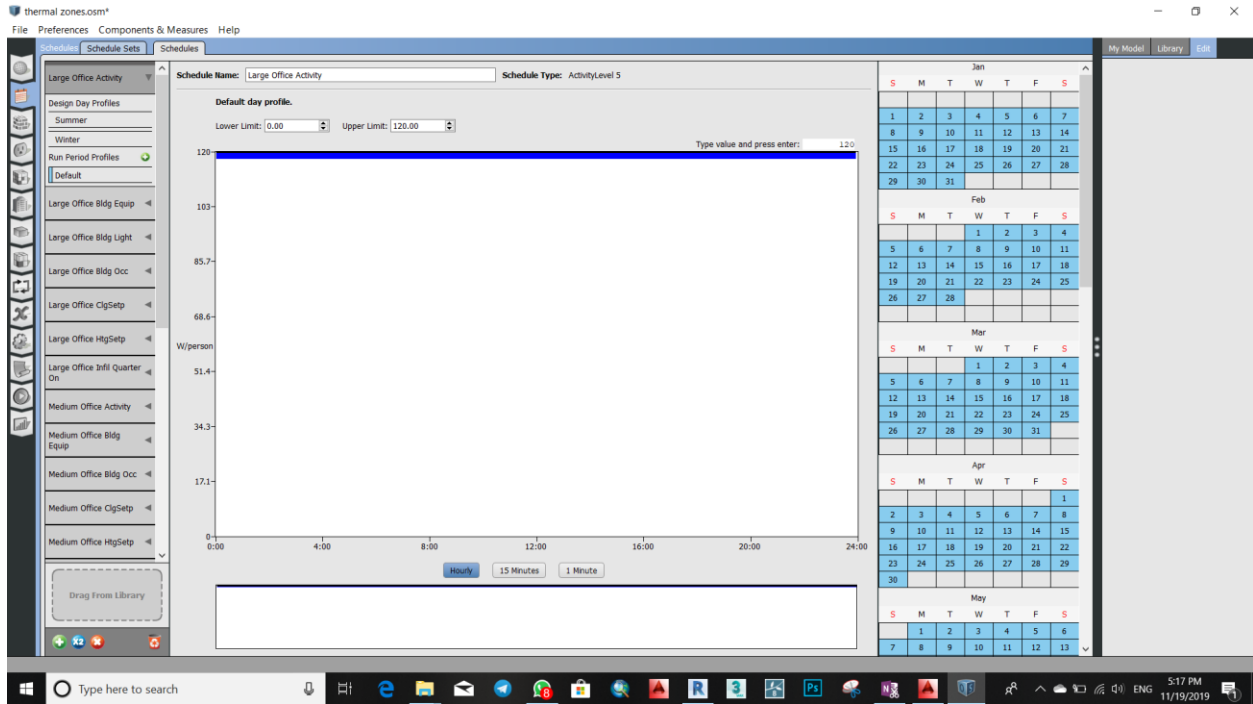 thermal zones.osm*
File Preferences Components & Measures Help
Schedules Schedule Sets Schedules
My Model Library Edit
Large Office Activity
Design Day Profiles
Summer
Winter
Run Period Profiles
Default
Large Office Bldg Equip
Large Office Bldg Light
Large Office Bldg Occ
Large Office ClgSetp
Large Office HtgSetp
Large Office Infil Quarter
On
Medium Office Activity
Medium Office Bldg
Equip
Medium Office Bldg Occ
Medium Office ClgSetp
Medium Office HtgSetp
Drag From Library
X2
Schedule Name: Large Office Activity Schedule Type: ActivityLevel 5
Default day profile.
Lower Limit: 0.00 Upper Limit: 120.00
Type value and press enter: 120
120
103
85.7
68.6
W/person
51.4
34.3
17.1
0
0:00 4:00 8:00 12:00 16:00 20:00 24:00
Hourly 15 Minutes 1 Minute
Jan
S M T W T F S
1 2 3 4 5 6 7
8 9 10 11 12 13 14
15 16 17 18 19 20 21
22 23 24 25 26 27 28
29 30 31
Feb
S M T W T F S
1 2 3 4
5 6 7 8 9 10 11
12 13 14 15 16 17 18
19 20 21 22 23 24 25
26 27 28
Mar
S M T W T F S
1 2 3 4
5 6 7 8 9 10 11
12 13 14 15 16 17 18
19 20 21 22 23 24 25
26 27 28 29 30 31
Apr
S M T W T F S
1
2 3 4 5 6 7 8
9 10 11 12 13 14 15
16 17 18 19 20 21 22
23 24 25 26 27 28 29
30
May
S M T W T F S
1 2 3 4 5 6
7 8 9 10 11 12 13
Type here to search
8
R
3
Ps
N
ENG
5:17 PM
11/19/2019
1